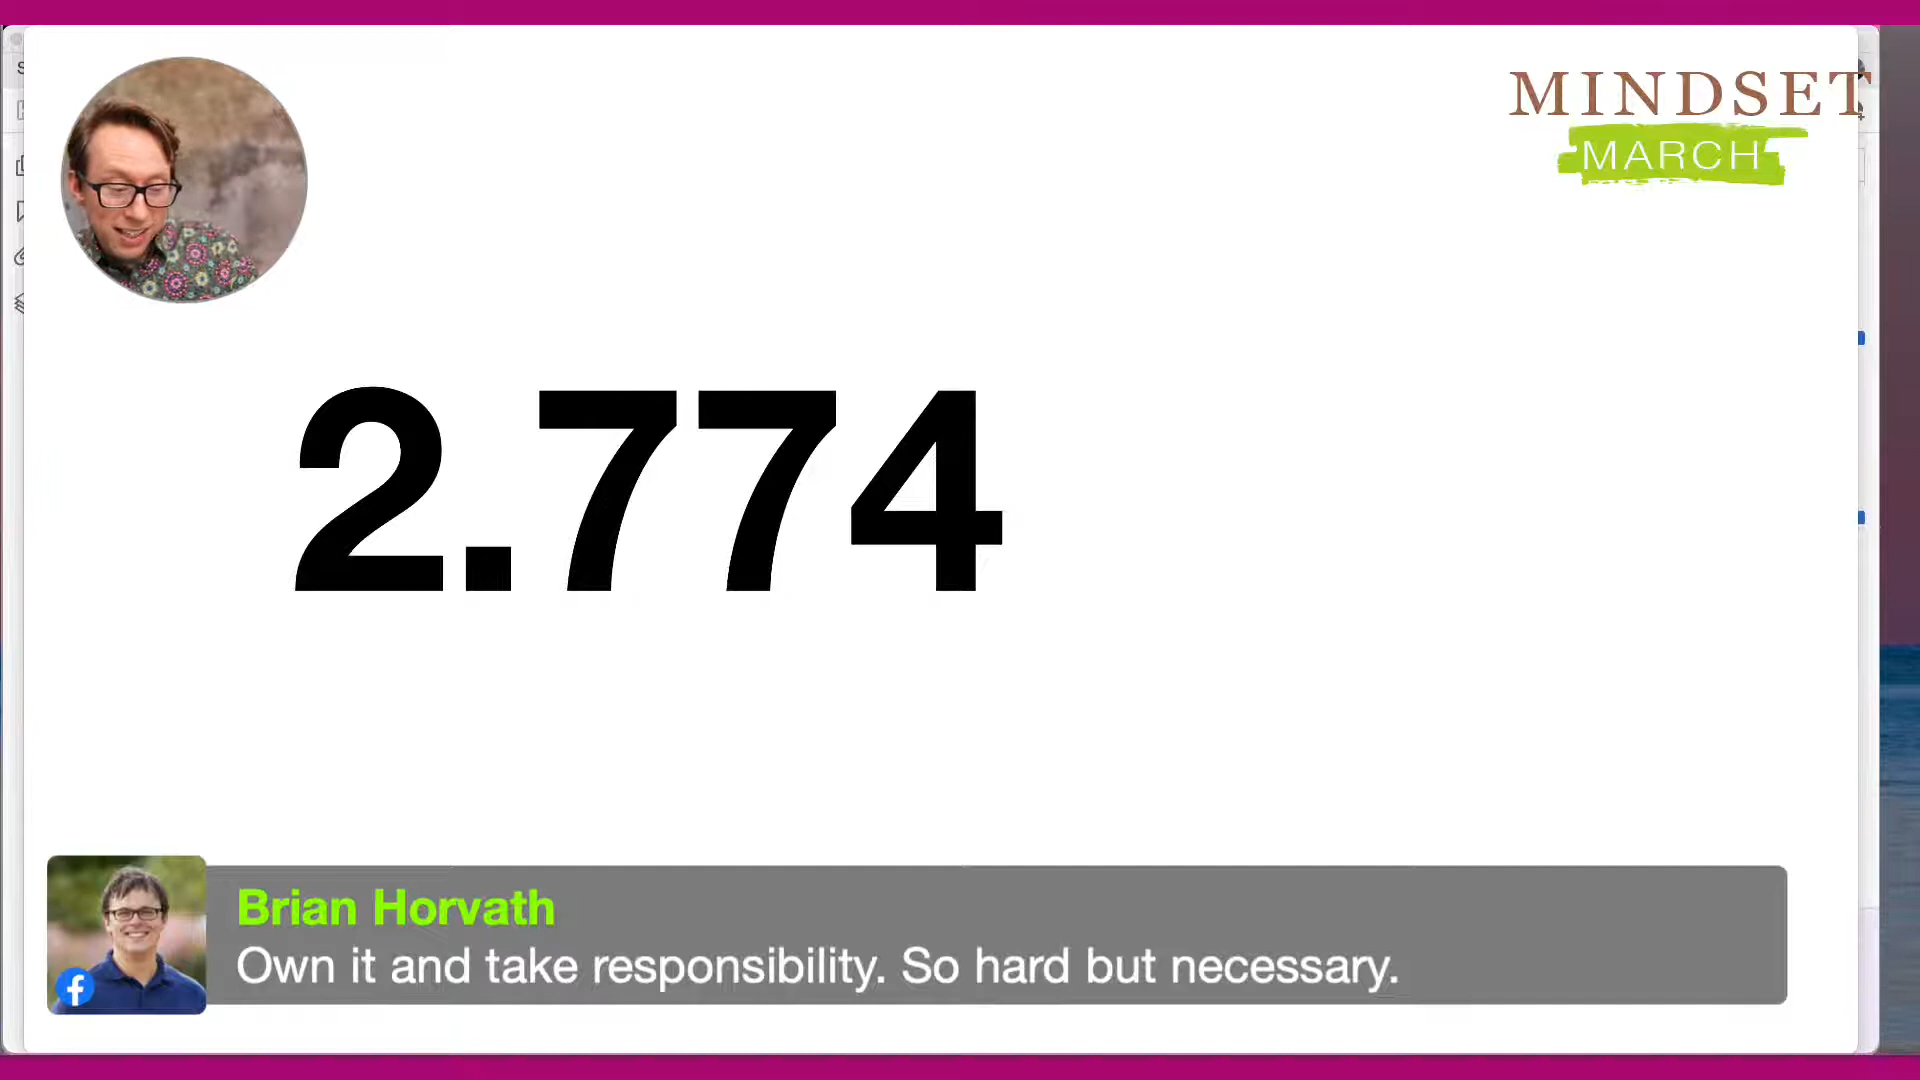 MINDSET
MARCH
2.774
Brian Horvath
Own it and take responsibility. So hard but necessary.